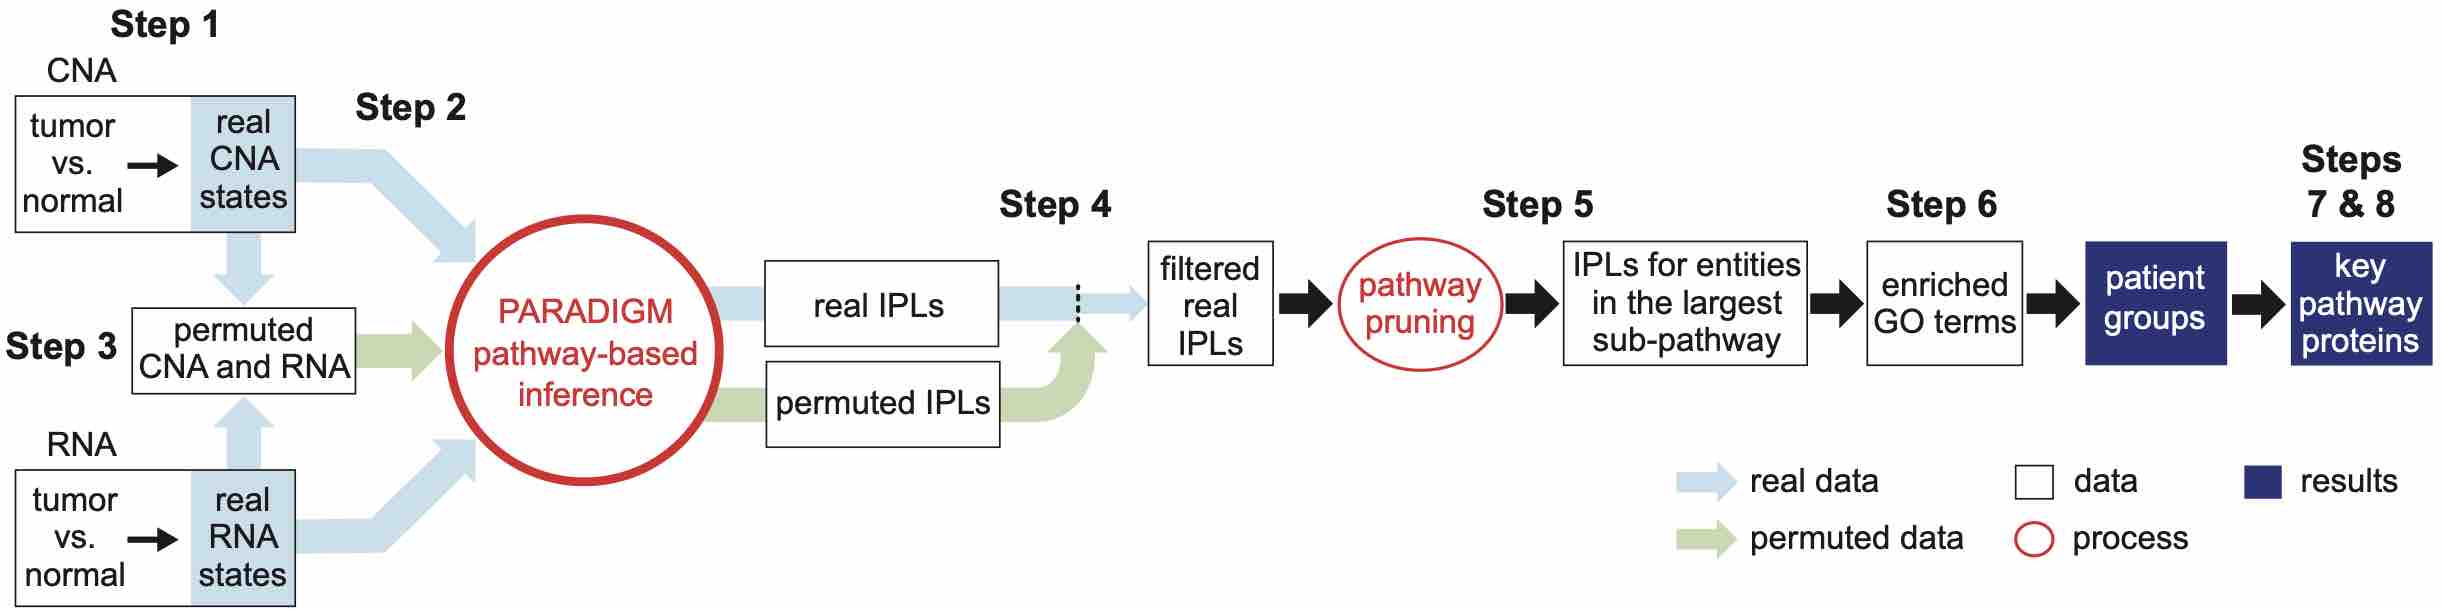 Step 1
CNA
tumor
vs.
normal
real
CNA
states
Step 2
Step 3
permuted
CNA and RNA
RNA
tumor
vs.
normal
real
RNA
states
PARADIGM
pathway-based
inference
real IPLs
permuted IPLs
Step 4
filtered
real
IPLs
pathway
pruning
Step 5
IPLs for entities
in the largest
sub-pathway
Step 6
enriched
GO terms
patient
groups
Steps
7 & 8
key
pathway
proteins
real data
permuted data
data
process
results